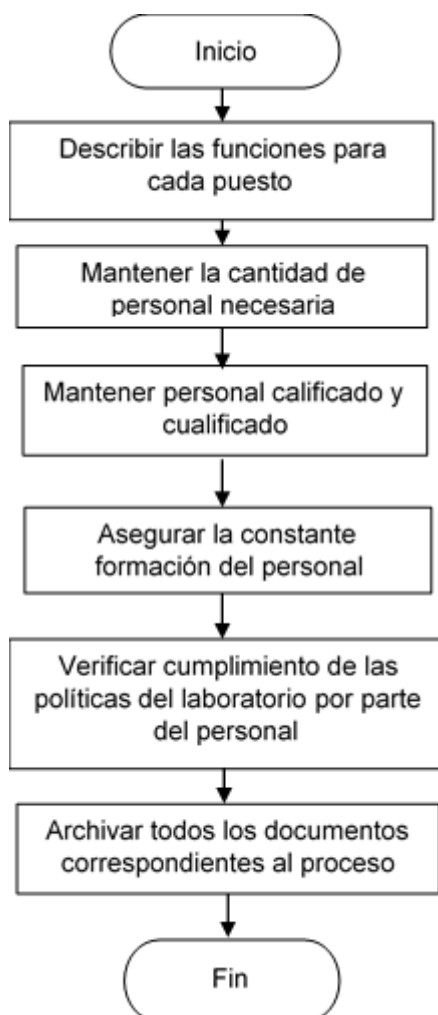 Inicio
Describir las funciones para
cada puesto
Mantener la cantidad de
personal necesaria
Mantener personal calificado y
cualificado
Asegurar la constante
formación del personal
Verificar cumplimiento de las
políticas del laboratorio por parte
del personal
Archivar todos los documentos
correspondientes al proceso
Fin